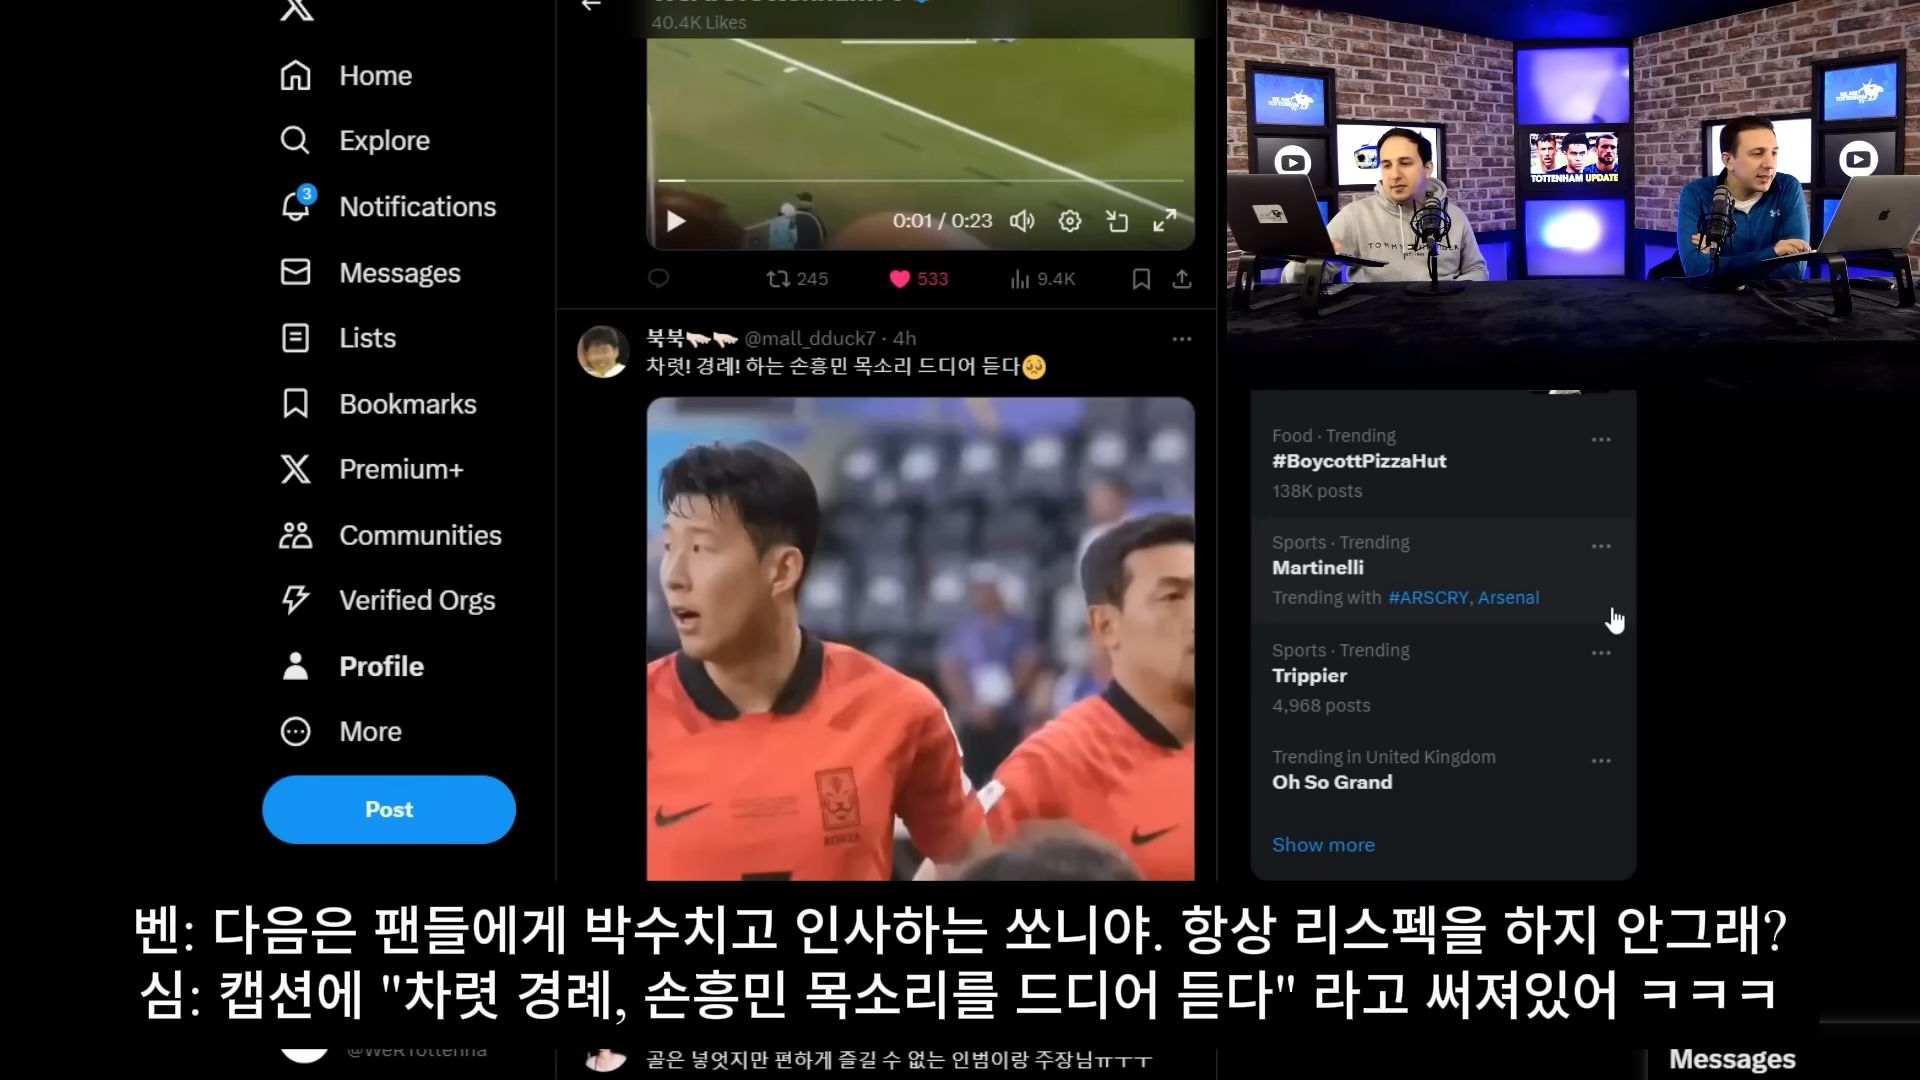 Home
Explore
3
Notifications
Messages
Lists
Bookmarks
Premium+
Communities
Verified Orgs
Profile
More
Post
40.4K Likes
0:01 / 0:23
245
533
9.4K
북북 @mall_dduck7 · 4h
차렷! 경례! 하는 손흥민 목소리 드디어 듣다🥺
KOREA
TOTTENHAM UPDATE
Food · Trending
#BoycottPizzaHut
138K posts
Sports · Trending
Martinelli
Trending with #ARSCRY, Arsenal
Sports · Trending
Trippier
4,968 posts
Trending in United Kingdom
Oh So Grand
Show more
벤: 다음은 팬들에게 박수치고 인사하는 쏘니야. 항상 리스펙을 하지 안그래?
심: 캡션에 "차렷 경례, 손흥민 목소리를 드디어 듣다" 라고 써져있어 ㅋㅋㅋ
골은 넣엇지만 편하게 즐길 수 없는 인범이랑 주장님ㅠㅜㅜ
Messages